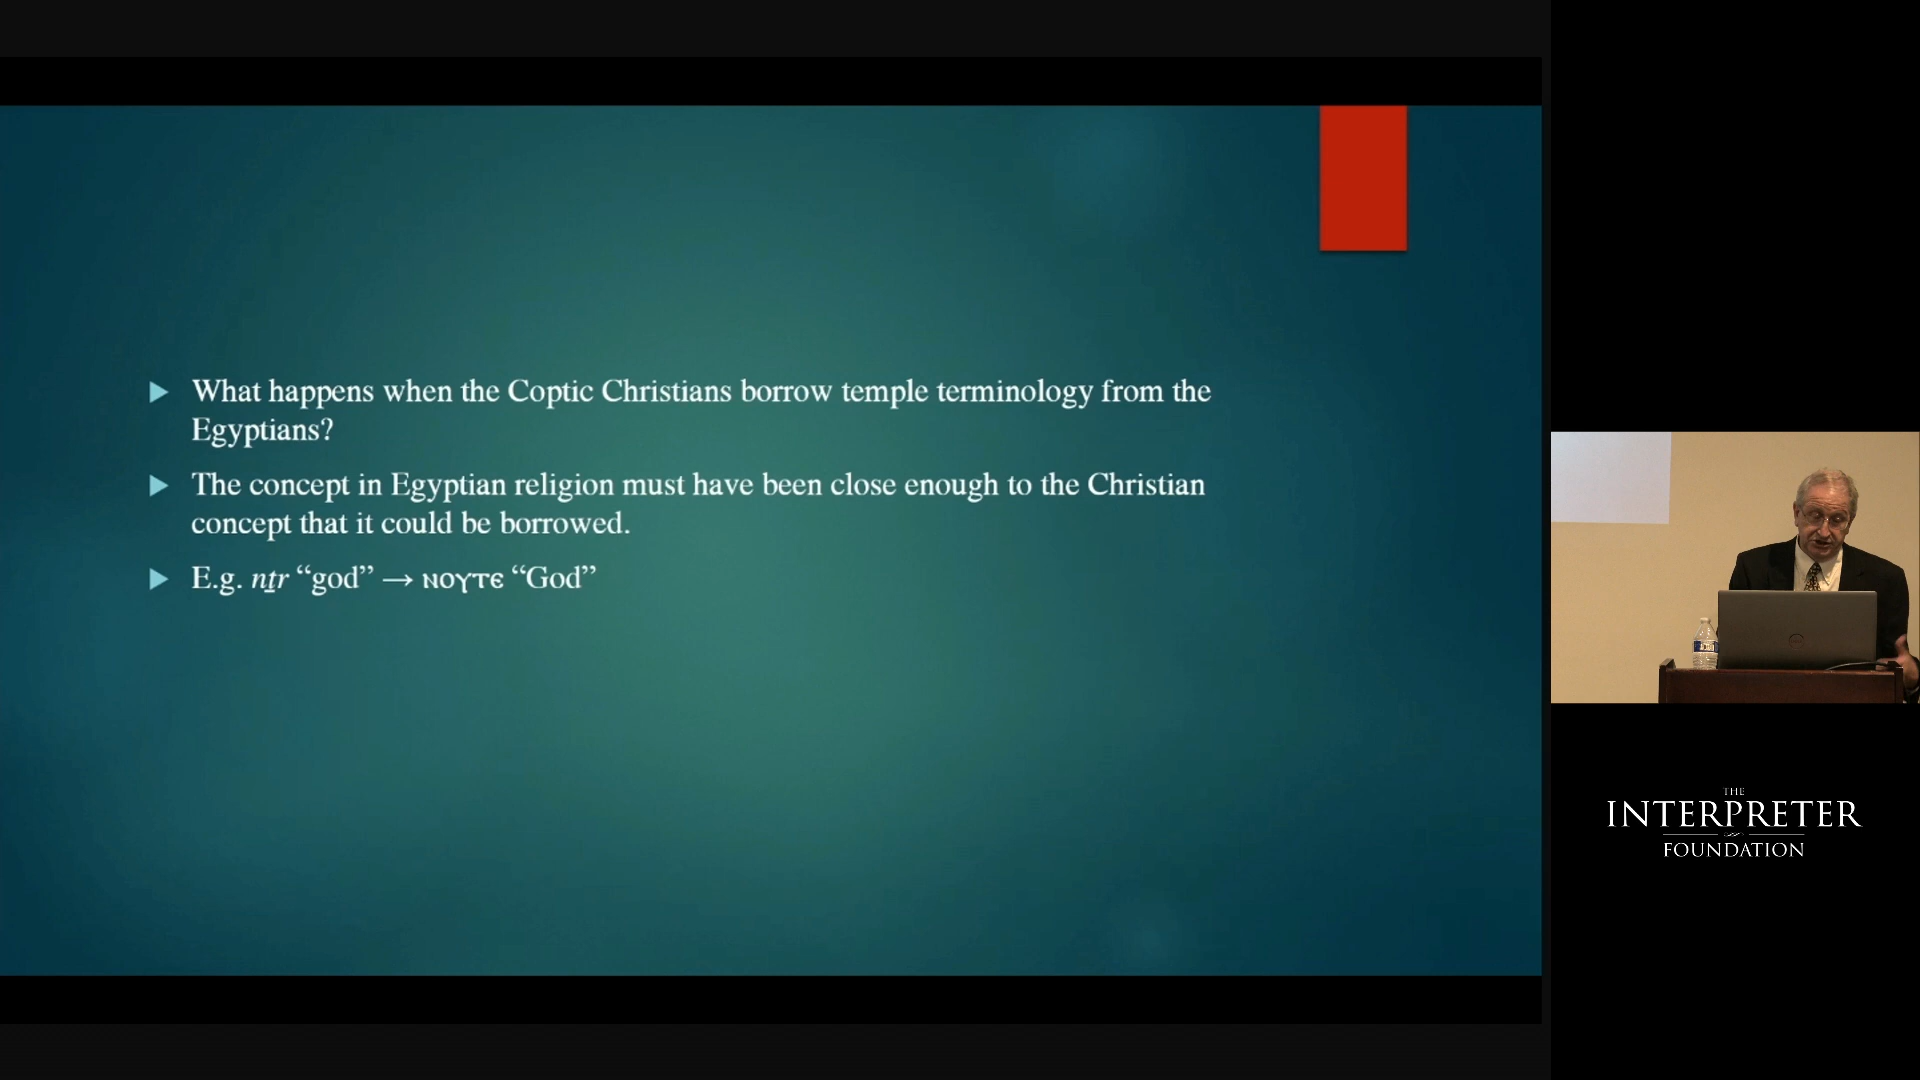 What happens when the Coptic Christians borrow temple terminology from the
Egyptians?
The concept in Egyptian religion must have been close enough to the Christian
concept that it could be borrowed.
E.g. nṯr “god” → ⲛⲟⲩⲧⲉ “God”
THE
INTERPRETER
FOUNDATION